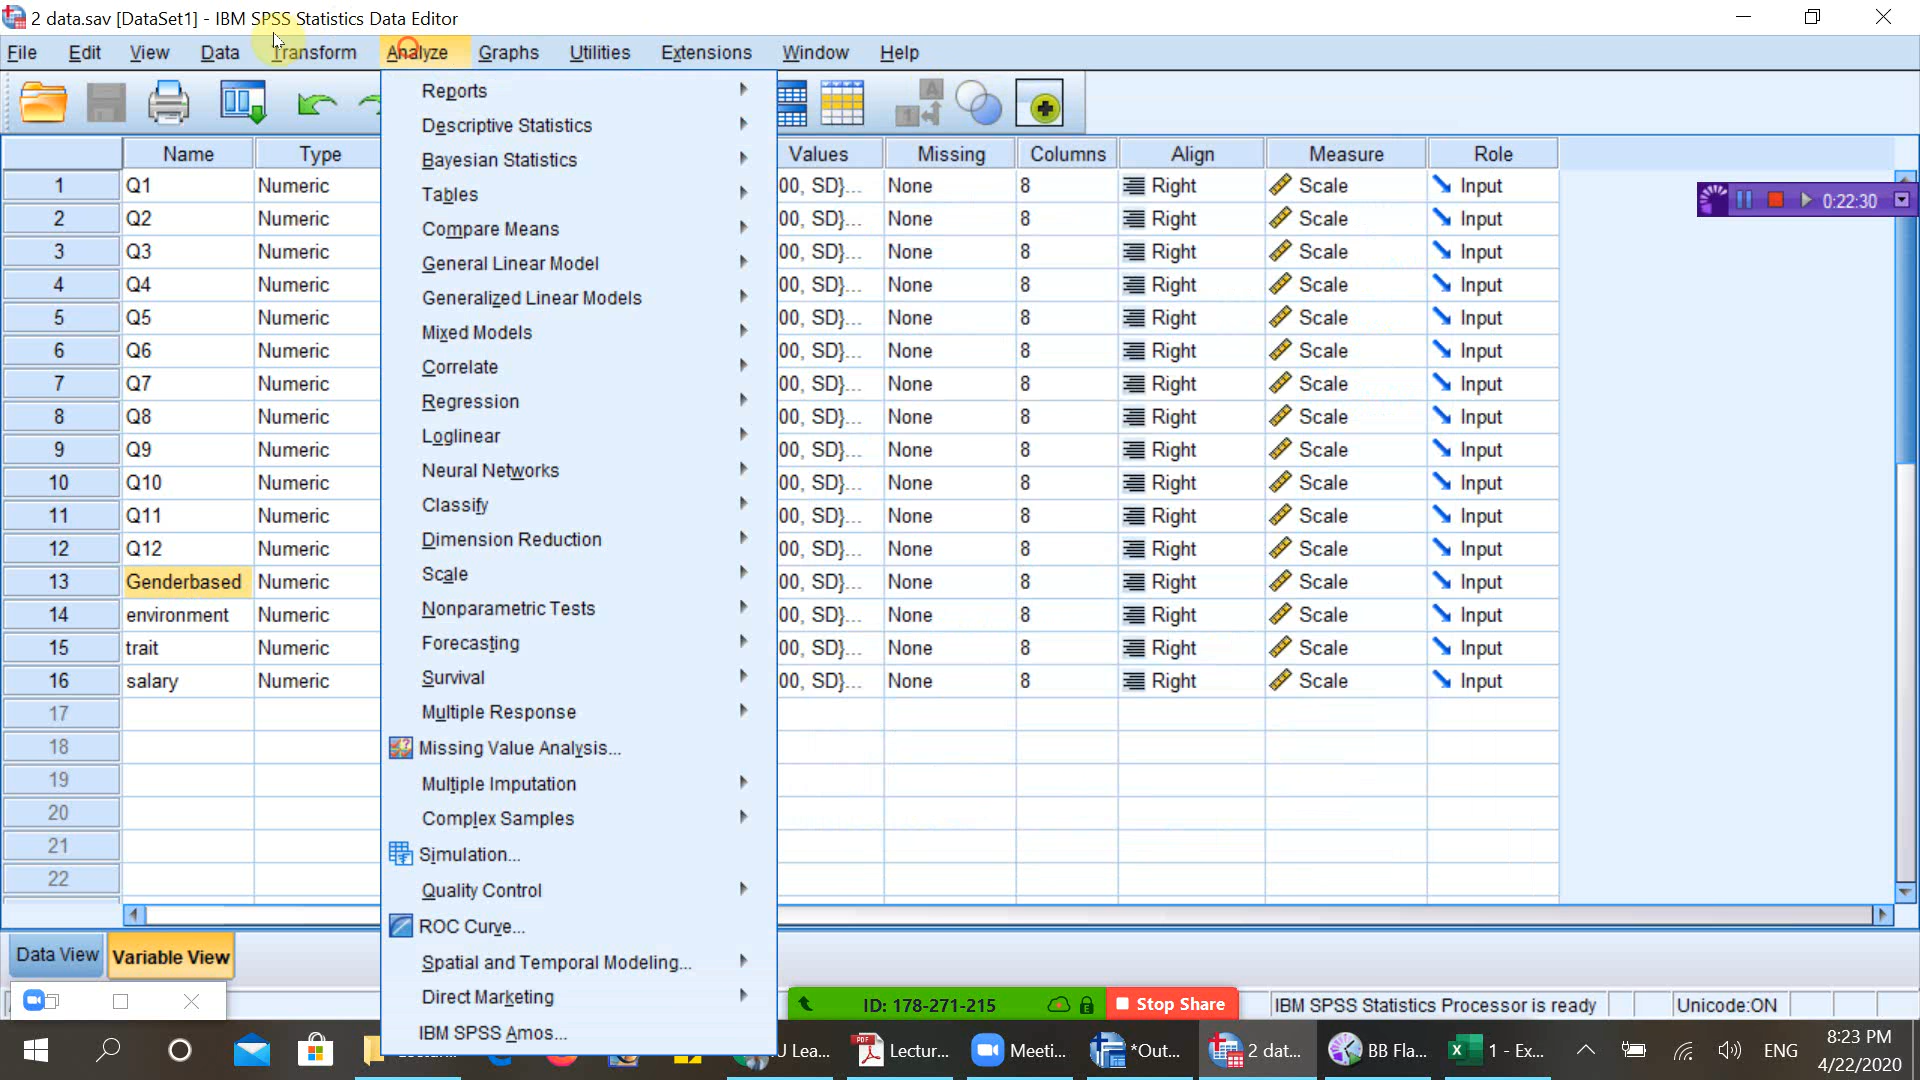 2 data.sav [DataSet1] - IBM SPSS Statistics Data Editor
File Edit View Data Transform Analyze Graphs Utilities Extensions Window Help
Name Type Values Missing Columns Align Measure Role
1 Q1 Numeric 00, SD}... None 8 Right Scale Input
2 Q2 Numeric 00, SD}... None 8 Right Scale Input
3 Q3 Numeric 00, SD}... None 8 Right Scale Input
4 Q4 Numeric 00, SD}... None 8 Right Scale Input
5 Q5 Numeric 00, SD}... None 8 Right Scale Input
6 Q6 Numeric 00, SD}... None 8 Right Scale Input
7 Q7 Numeric 00, SD}... None 8 Right Scale Input
8 Q8 Numeric 00, SD}... None 8 Right Scale Input
9 Q9 Numeric 00, SD}... None 8 Right Scale Input
10 Q10 Numeric 00, SD}... None 8 Right Scale Input
11 Q11 Numeric 00, SD}... None 8 Right Scale Input
12 Q12 Numeric 00, SD}... None 8 Right Scale Input
13 Genderbased Numeric 00, SD}... None 8 Right Scale Input
14 environment Numeric 00, SD}... None 8 Right Scale Input
15 trait Numeric 00, SD}... None 8 Right Scale Input
16 salary Numeric 00, SD}... None 8 Right Scale Input
17
18
19
20
21
22
Reports
Descriptive Statistics
Bayesian Statistics
Tables
Compare Means
General Linear Model
Generalized Linear Models
Mixed Models
Correlate
Regression
Loglinear
Neural Networks
Classify
Dimension Reduction
Scale
Nonparametric Tests
Forecasting
Survival
Multiple Response
Missing Value Analysis...
Multiple Imputation
Complex Samples
Simulation...
Quality Control
ROC Curve...
Spatial and Temporal Modeling...
Direct Marketing
IBM SPSS Amos...
0:22:30
Data View Variable View
ID: 178-271-215 Stop Share IBM SPSS Statistics Processor is ready Unicode:ON
U Lea... Lectur... Meeti... *Out... 2 dat... BB Fla... 1 - Ex... ENG
8:23 PM
4/22/2020